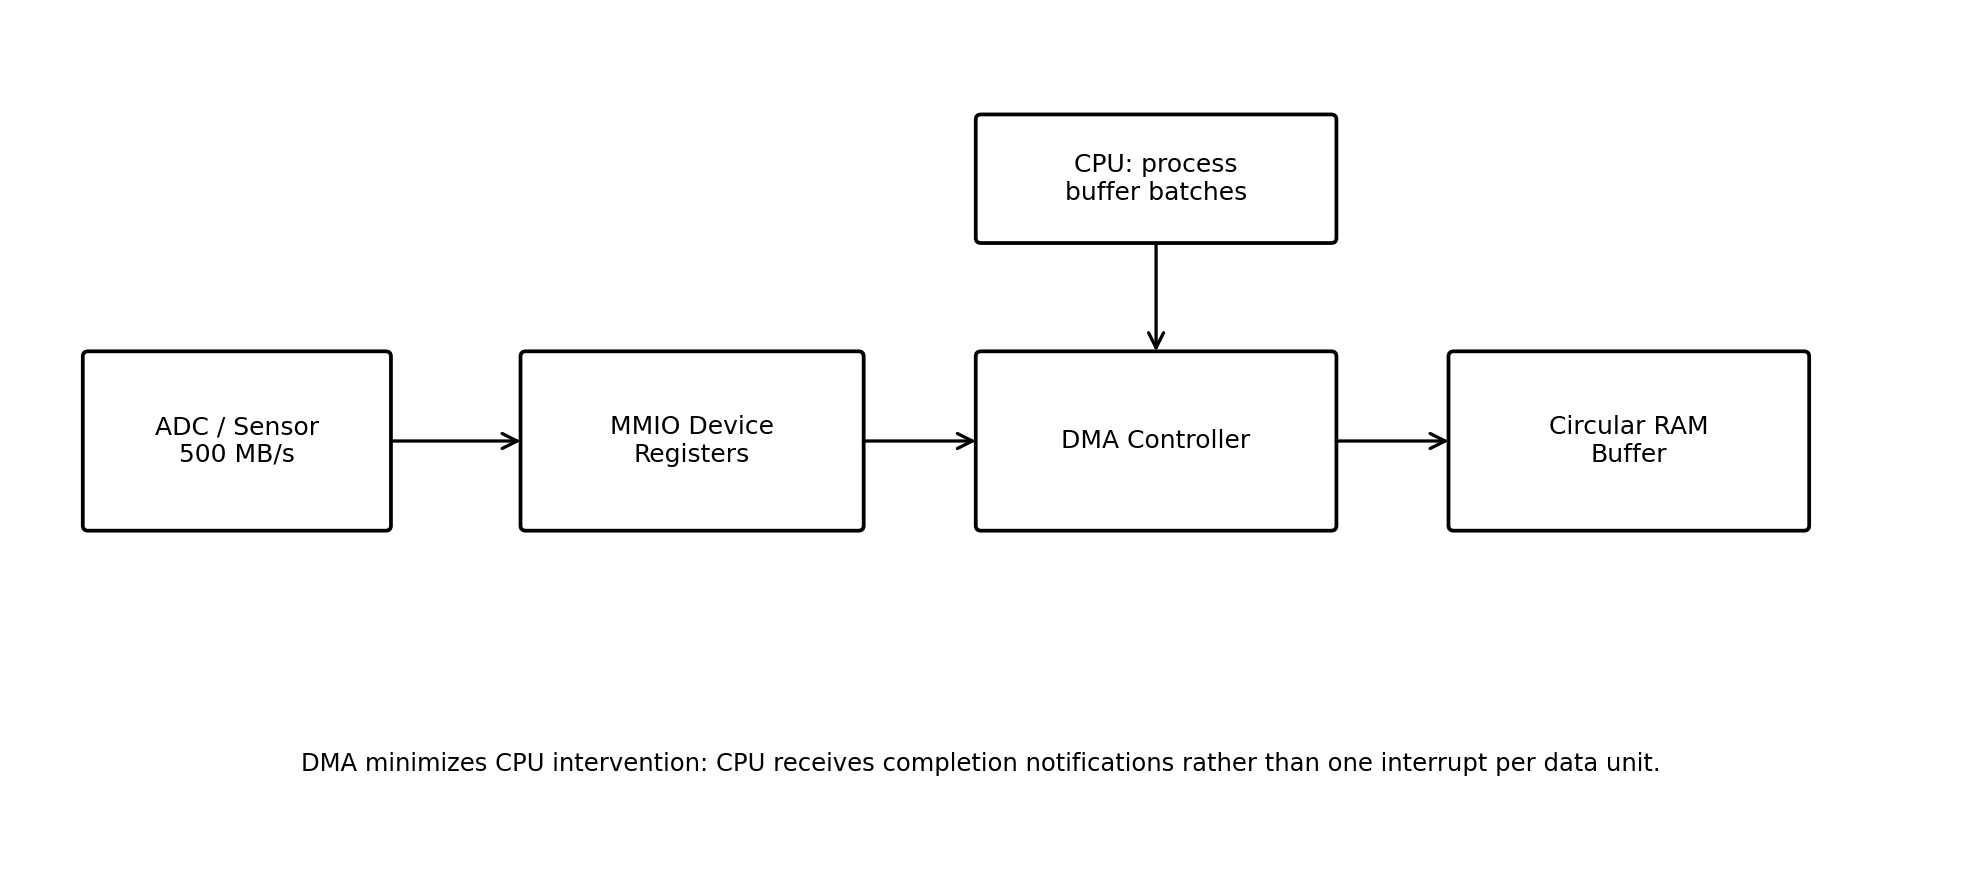 CPU: process
buffer batches
ADC / Sensor
500 MB/s
MMIO Device
Registers
DMA Controller
Circular RAM
Buffer
DMA minimizes CPU intervention: CPU receives completion notifications rather than one interrupt per data unit.